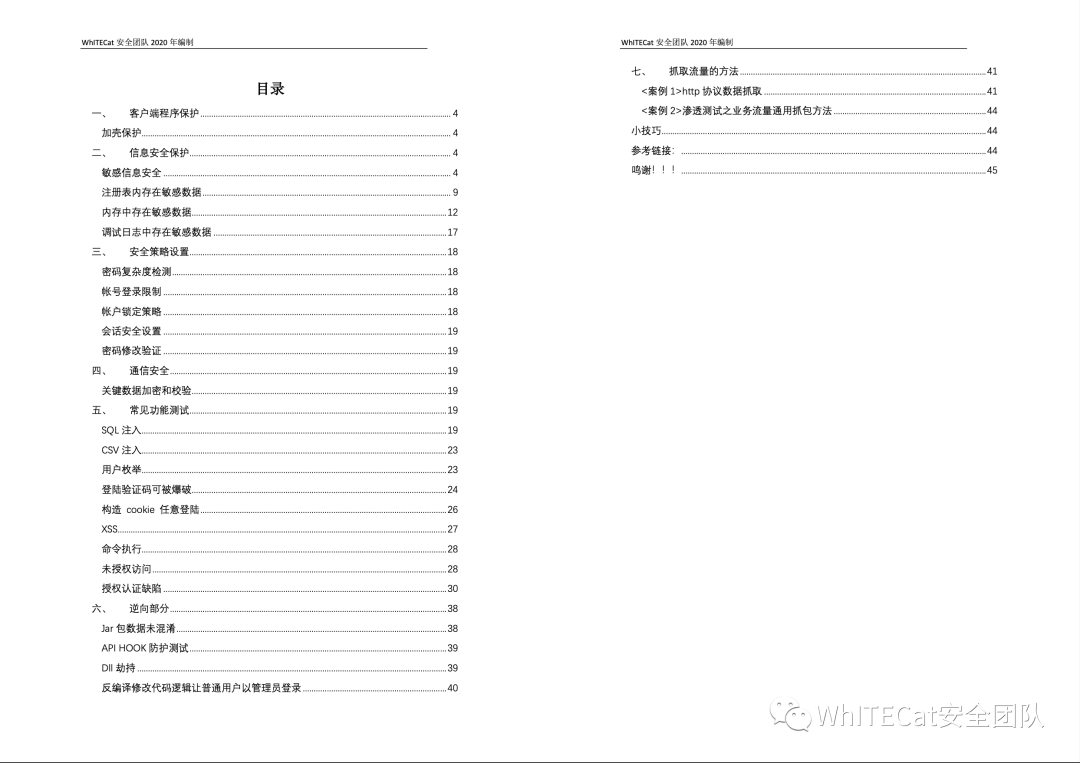 WhITECat 安全团队 2020 年编制
目录
一、 客户端程序保护 4
加壳保护 4
二、 信息安全保护 4
敏感信息安全 4
注册表内存在敏感数据 9
内存中存在敏感数据 12
调试日志中存在敏感数据 17
三、 安全策略设置 18
密码复杂度检测 18
帐号登录限制 18
帐户锁定策略 18
会话安全设置 19
密码修改验证 19
四、 通信安全 19
关键数据加密和校验 19
五、 常见功能测试 19
SQL 注入 19
CSV 注入 23
用户枚举 23
登陆验证码可被爆破 24
构造 cookie 任意登陆 26
XSS 27
命令执行 28
未授权访问 28
授权认证缺陷 30
六、 逆向部分 38
Jar 包数据未混淆 38
API HOOK 防护测试 39
Dll 劫持 39
反编译修改代码逻辑让普通用户以管理员登录 40
WhITECat 安全团队 2020 年编制
七、 抓取流量的方法 41
<案例 1>http 协议数据抓取 41
<案例 2>渗透测试之业务流量通用抓包方法 44
小技巧 44
参考链接： 44
鸣谢！！！ 45
WhITECat安全团队